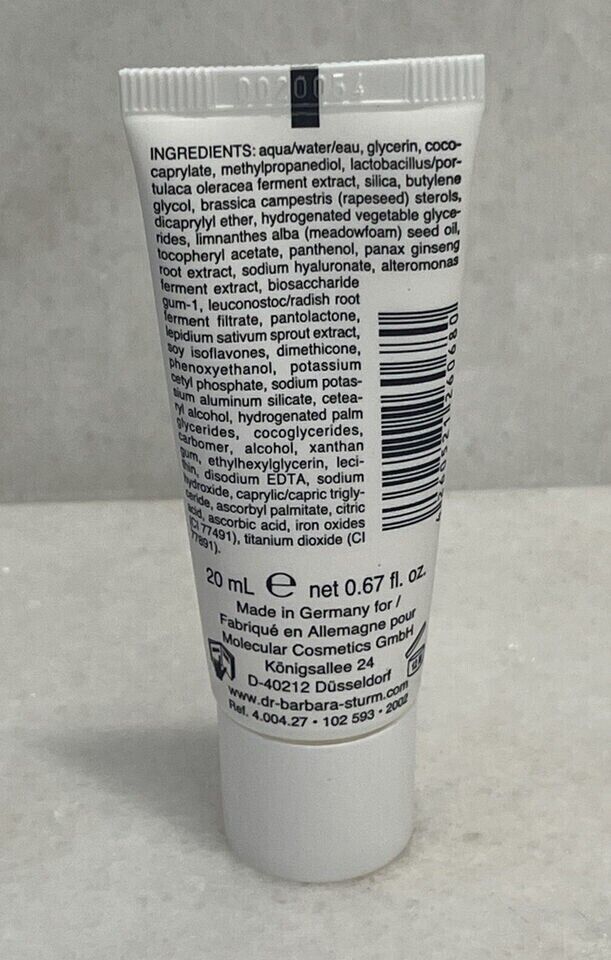 0020054
INGREDIENTS: aqua/water/eau, glycerin, coco-
caprylate, methylpropanediol, lactobacillus/por-
tulaca oleracea ferment extract, silica, butylene
glycol, brassica campestris (rapeseed) sterols,
dicaprylyl ether, hydrogenated vegetable glyce-
rides, limnanthes alba (meadowfoam) seed oil,
tocopheryl acetate, panthenol, panax ginseng
root extract, sodium hyaluronate, alteromonas
ferment extract, biosaccharide
gum-1, leuconostoc/radish root
ferment filtrate, pantolactone,
lepidium sativum sprout extract,
soy isoflavones, dimethicone,
phenoxyethanol, potassium
cetyl phosphate, sodium potas-
sium aluminum silicate, cetea-
ryl alcohol, hydrogenated palm
glycerides, cocoglycerides,
carbomer, alcohol, xanthan
gum, ethylhexylglycerin, leci-
thin, disodium EDTA, sodium
hydroxide, caprylic/capric trigly-
ceride, ascorbyl palmitate, citric
acid, ascorbic acid, iron oxides
(CI 77491), titanium dioxide (CI
77891).
4 260521 260680
20 mL e net 0.67 fl. oz.
Made in Germany for /
Fabriqué en Allemagne pour
Molecular Cosmetics GmbH
Königsallee 24
D-40212 Düsseldorf
www.dr-barbara-sturm.com
Ref. 4.004.27 · 102 593 · 2002